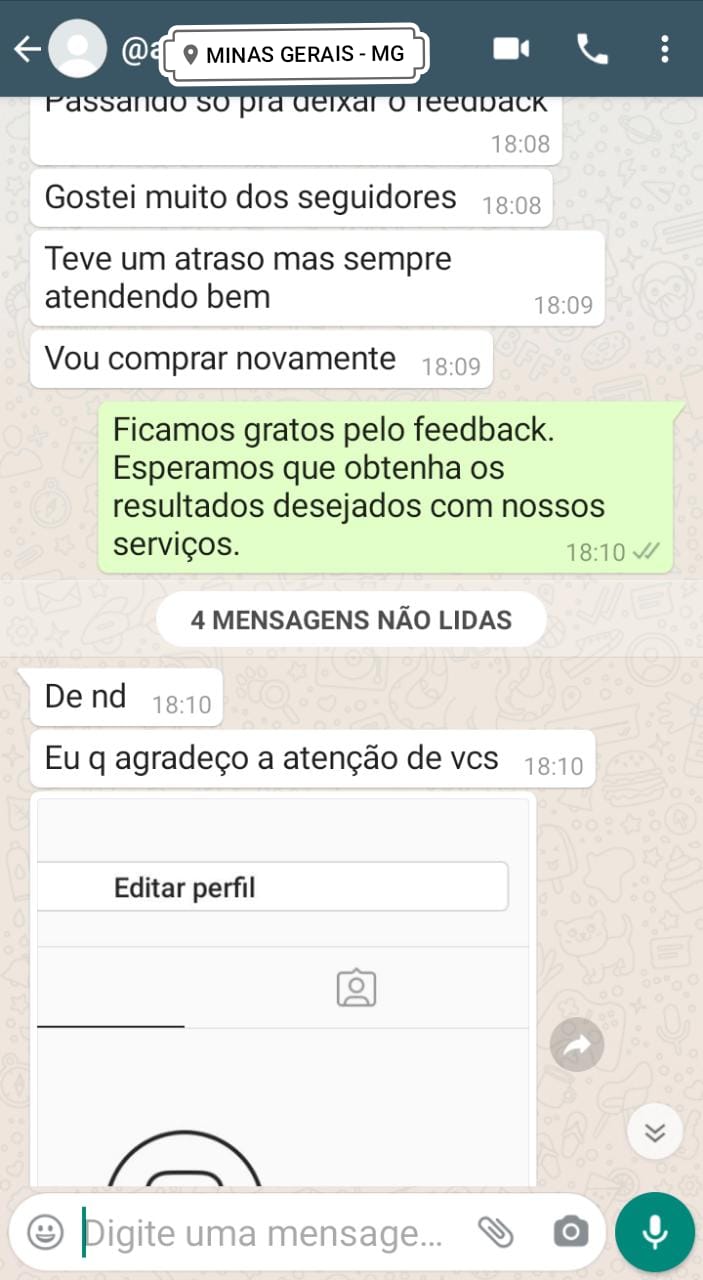 @a
MINAS GERAIS - MG
Passando só pra deixar o feedback
18:08
Gostei muito dos seguidores 18:08
Teve um atraso mas sempre
atendendo bem 18:09
Vou comprar novamente 18:09
Ficamos gratos pelo feedback.
Esperamos que obtenha os
resultados desejados com nossos
serviços. 18:10
4 MENSAGENS NÃO LIDAS
De nd 18:10
Eu q agradeço a atenção de vcs 18:10
Editar perfil
Digite uma mensage...